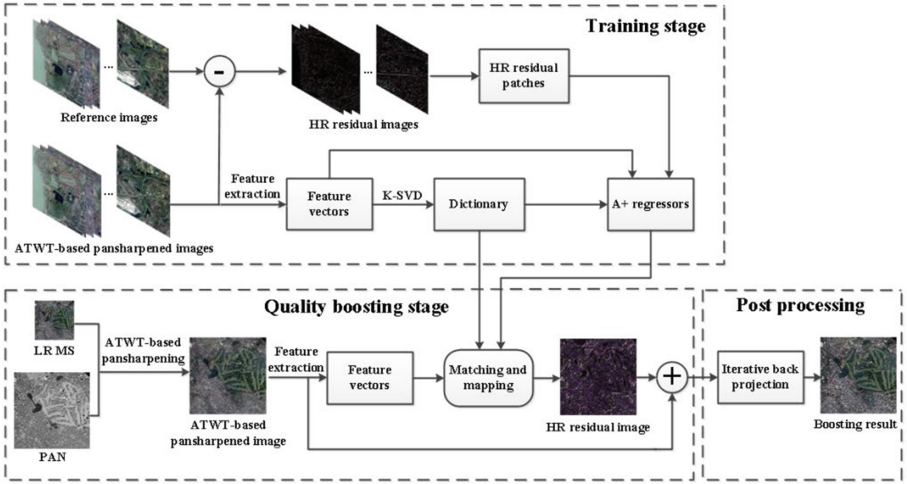 Training stage
...
...
-
HR residual
patches
Reference images
HR residual images
...
Feature
extraction
Feature
vectors
K-SVD
Dictionary
A+ regressors
ATWT-based pansharpened images
Quality boosting stage
Post processing
LR MS
ATWT-based
pansharpening
Feature
extraction
Feature
vectors
Matching and
mapping
+
Iterative back
projection
PAN
ATWT-based
pansharpened image
HR residual image
Boosting result